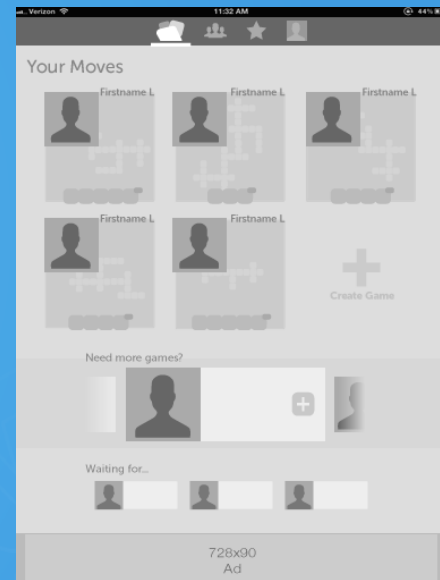 Verizon 11:32 AM 44%
Your Moves
Firstname L Firstname L Firstname L
Firstname L Firstname L
Create Game
Need more games?
Waiting for...
728x90
Ad